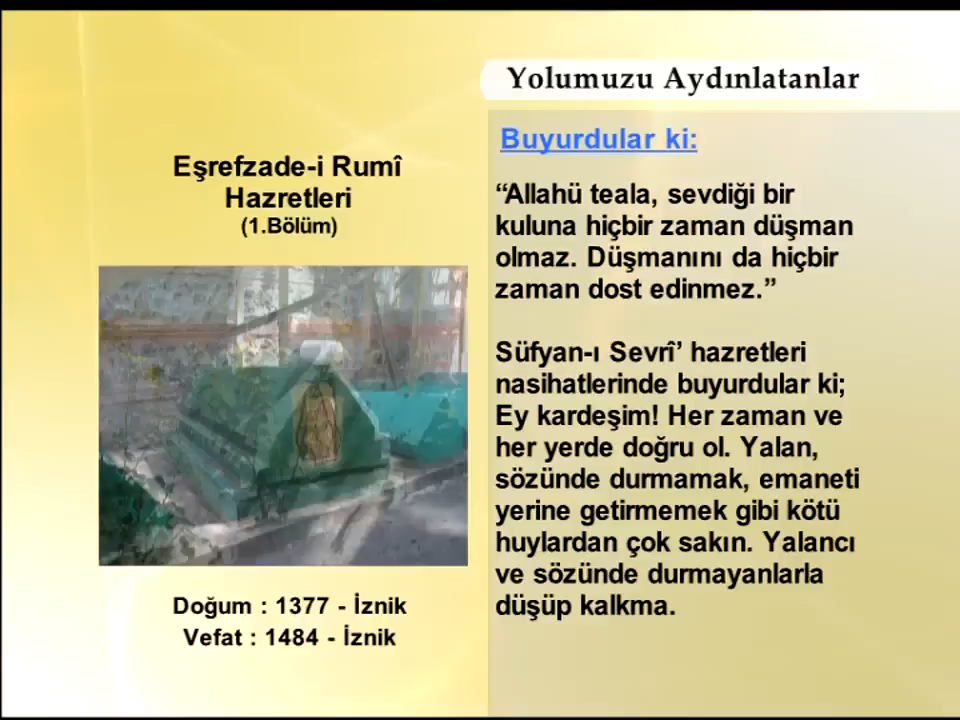 Yolumuzu Aydınlatanlar
Eşrefzade-i Rumî
Hazretleri
(1.Bölüm)
Doğum : 1377 - İznik
Vefat : 1484 - İznik
Buyurdular ki:
“Allahü teala, sevdiği bir
kuluna hiçbir zaman düşman
olmaz. Düşmanını da hiçbir
zaman dost edinmez.”
Süfyan-ı Sevrî’ hazretleri
nasihatlerinde buyurdular ki;
Ey kardeşim! Her zaman ve
her yerde doğru ol. Yalan,
sözünde durmamak, emaneti
yerine getirmemek gibi kötü
huylardan çok sakın. Yalancı
ve sözünde durmayanlarla
düşüp kalkma.